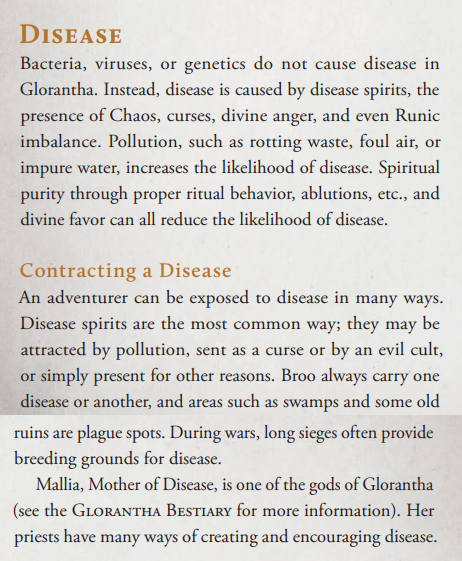 DISEASE
Bacteria, viruses, or genetics do not cause disease in
Glorantha. Instead, disease is caused by disease spirits, the
presence of Chaos, curses, divine anger, and even Runic
imbalance. Pollution, such as rotting waste, foul air, or
impure water, increases the likelihood of disease. Spiritual
purity through proper ritual behavior, ablutions, etc., and
divine favor can all reduce the likelihood of disease.
Contracting a Disease
An adventurer can be exposed to disease in many ways.
Disease spirits are the most common way; they may be
attracted by pollution, sent as a curse or by an evil cult,
or simply present for other reasons. Broo always carry one
disease or another, and areas such as swamps and some old
ruins are plague spots. During wars, long sieges often provide
breeding grounds for disease.
Mallia, Mother of Disease, is one of the gods of Glorantha
(see the GLORANTHA BESTIARY for more information). Her
priests have many ways of creating and encouraging disease.